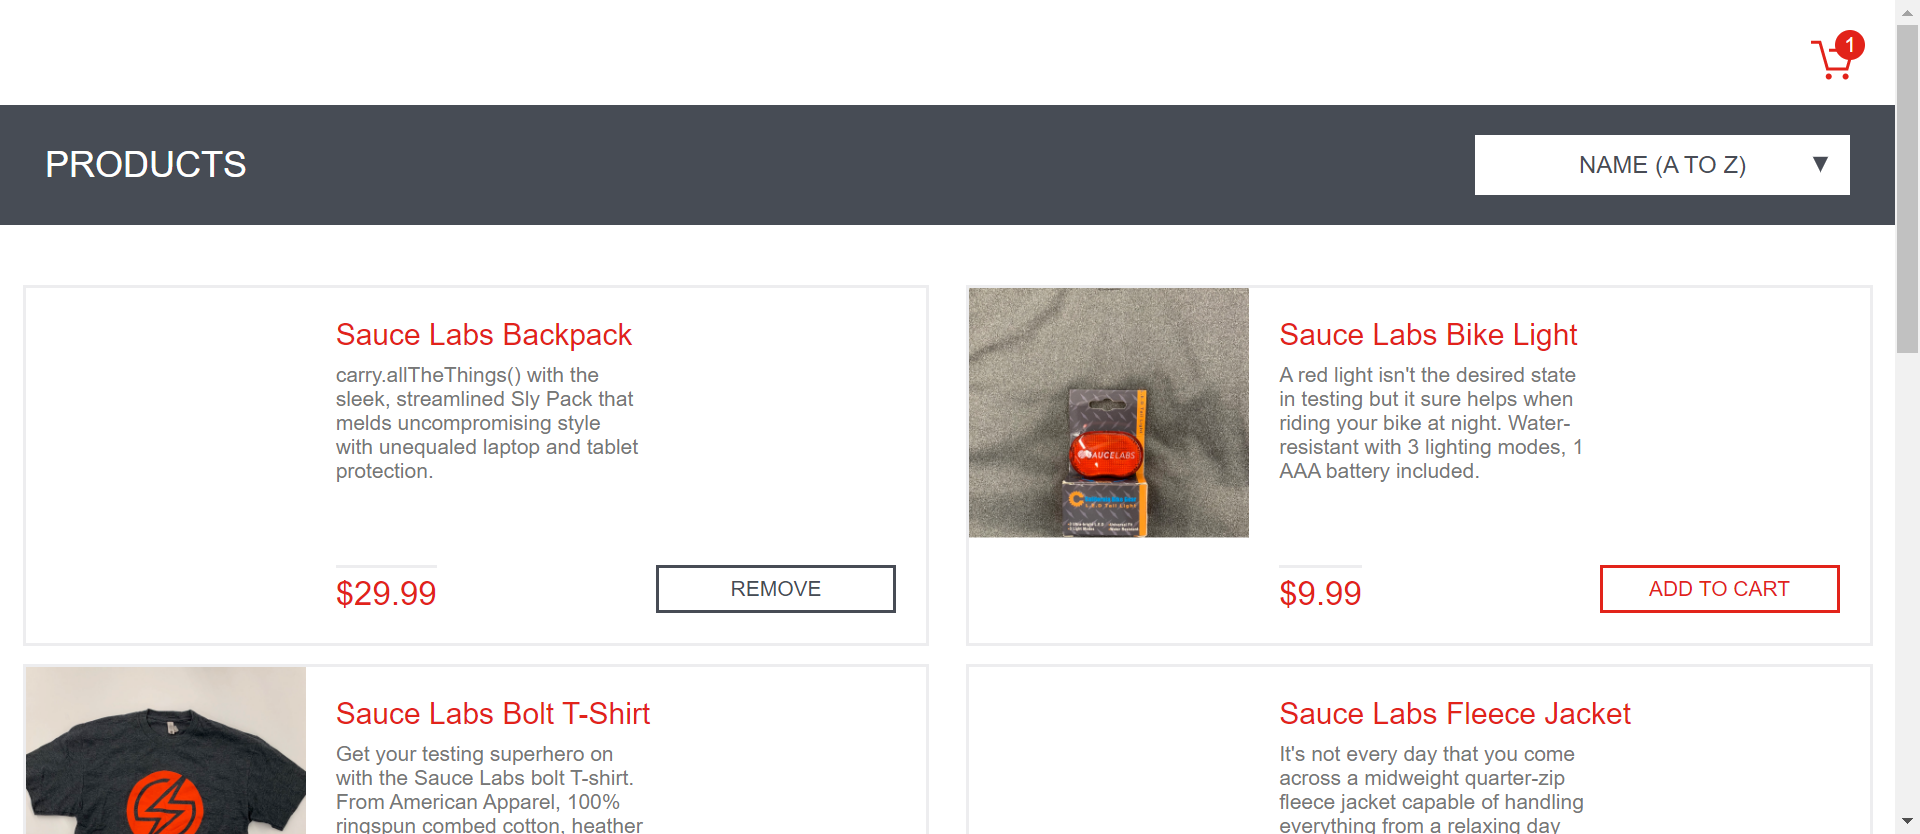 1
PRODUCTS
NAME (A TO Z)
Sauce Labs Backpack
carry.allTheThings() with the
sleek, streamlined Sly Pack that
melds uncompromising style
with unequaled laptop and tablet
protection.
$29.99
REMOVE
Sauce Labs Bike Light
A red light isn't the desired state
in testing but it sure helps when
riding your bike at night. Water-
resistant with 3 lighting modes, 1
AAA battery included.
SAUCELABS
$9.99
ADD TO CART
Sauce Labs Bolt T-Shirt
Get your testing superhero on
with the Sauce Labs bolt T-shirt.
From American Apparel, 100%
ringspun combed cotton, heather
Sauce Labs Fleece Jacket
It's not every day that you come
across a midweight quarter-zip
fleece jacket capable of handling
everything from a relaxing day